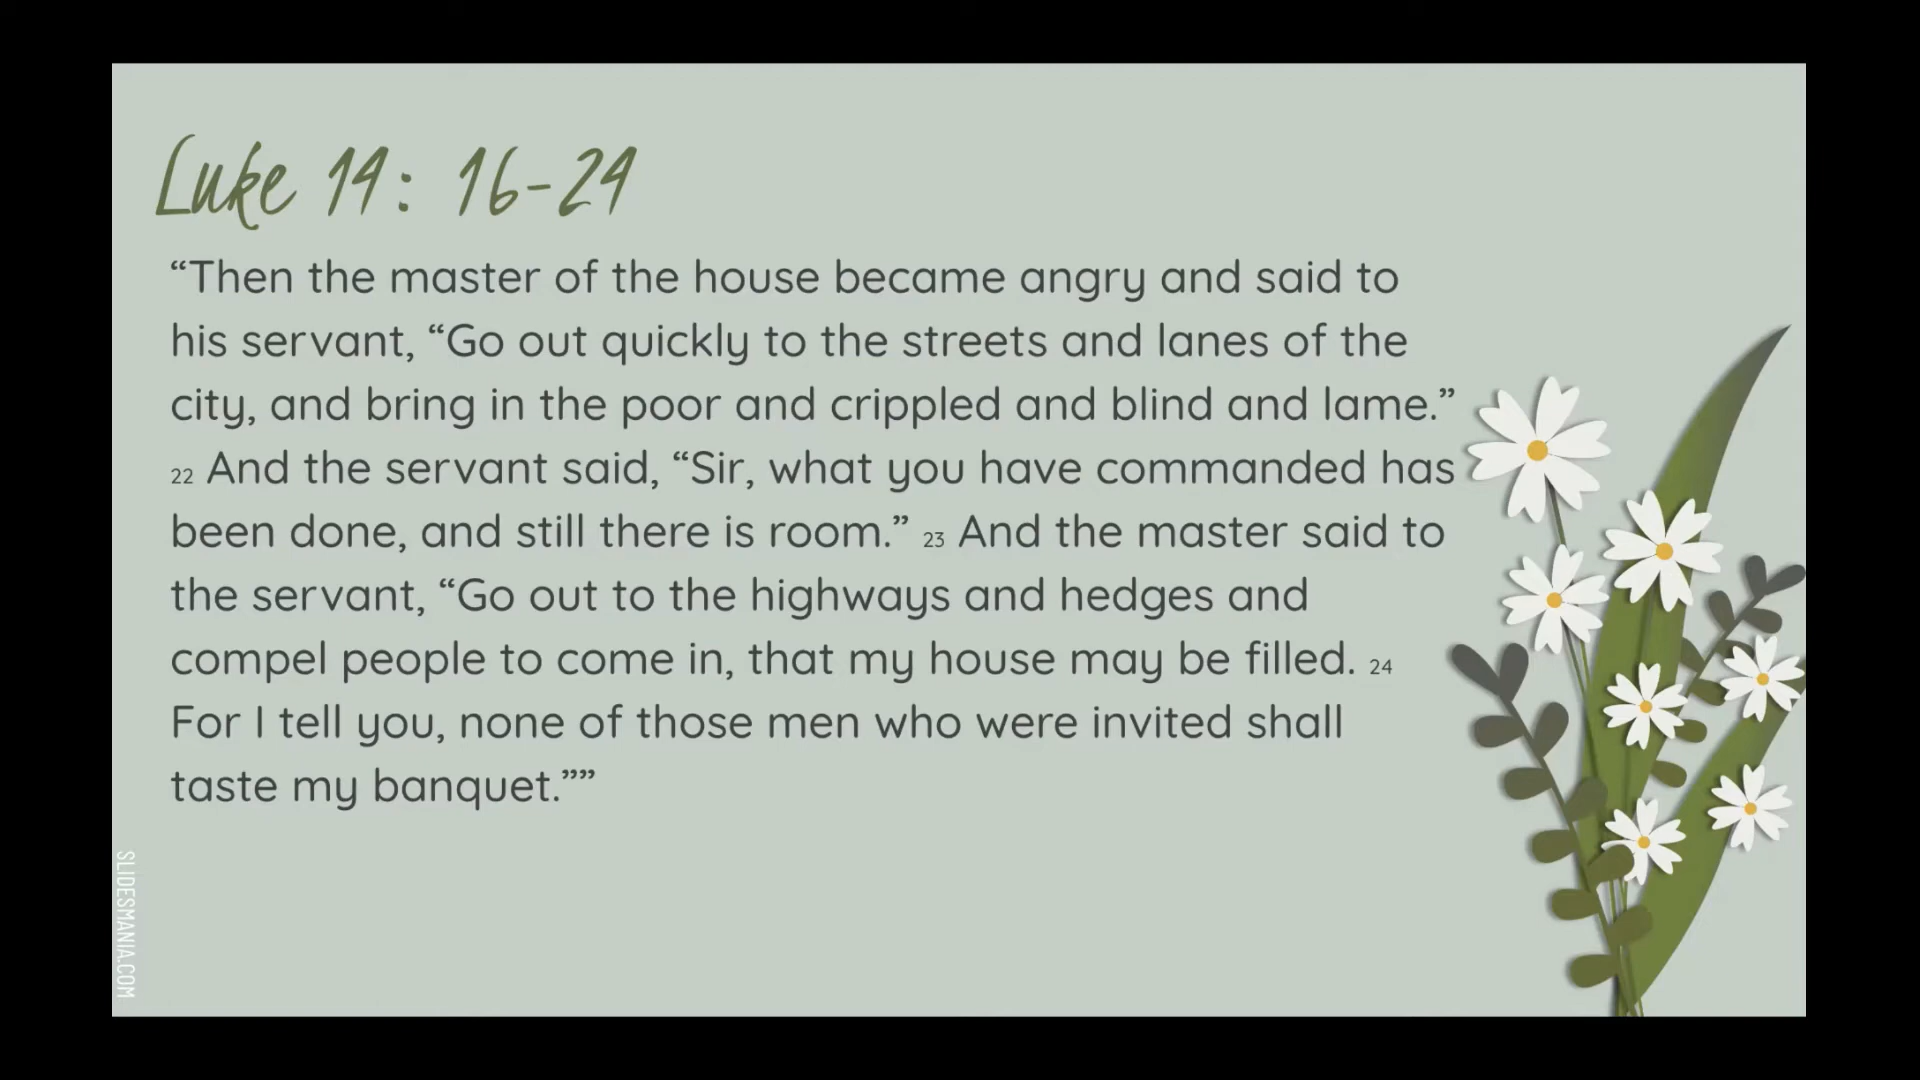 Luke 14: 16-24
“Then the master of the house became angry and said to
his servant, “Go out quickly to the streets and lanes of the
city, and bring in the poor and crippled and blind and lame.”
22 And the servant said, “Sir, what you have commanded has
been done, and still there is room.” 23 And the master said to
the servant, “Go out to the highways and hedges and
compel people to come in, that my house may be filled. 24
For I tell you, none of those men who were invited shall
taste my banquet.””
SLIDESMANIA.COM